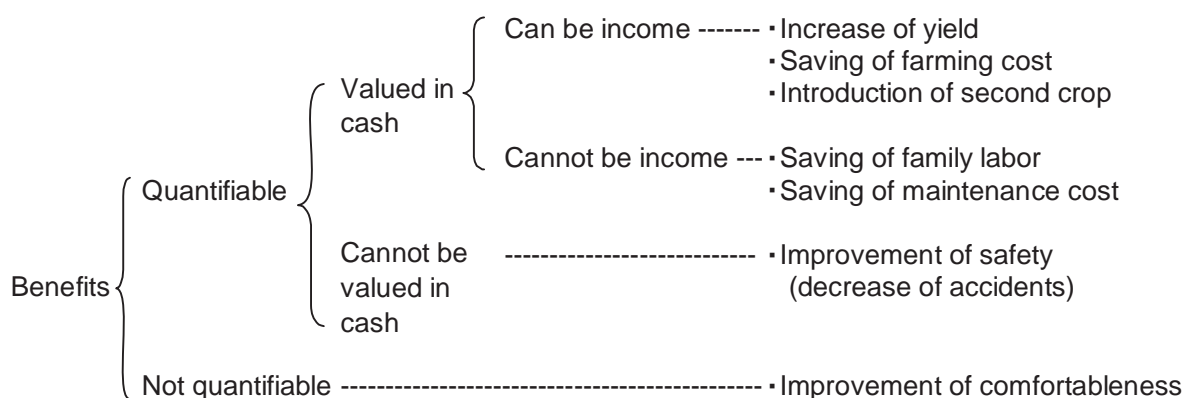 Can be income ------- ･Increase of yield
･Saving of farming cost
Valued in
cash
･Introduction of second crop
Cannot be income --- ･Saving of family labor
Quantifiable
･Saving of maintenance cost
Cannot be
valued in
cash
---------------------------- ･Improvement of safety
(decrease of accidents)
Benefits
Not quantifiable ----------------------------------------------- ･Improvement of comfortableness